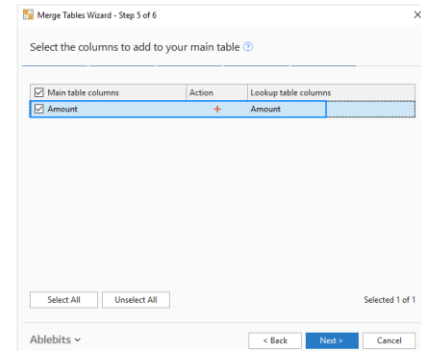 Merge Tables Wizard - Step 5 of 6
Select the columns to add to your main table ?
Main table columns Action Lookup table columns
Amount + Amount
Select All Unselect All Selected 1 of 1
Ablebits < Back Next > Cancel